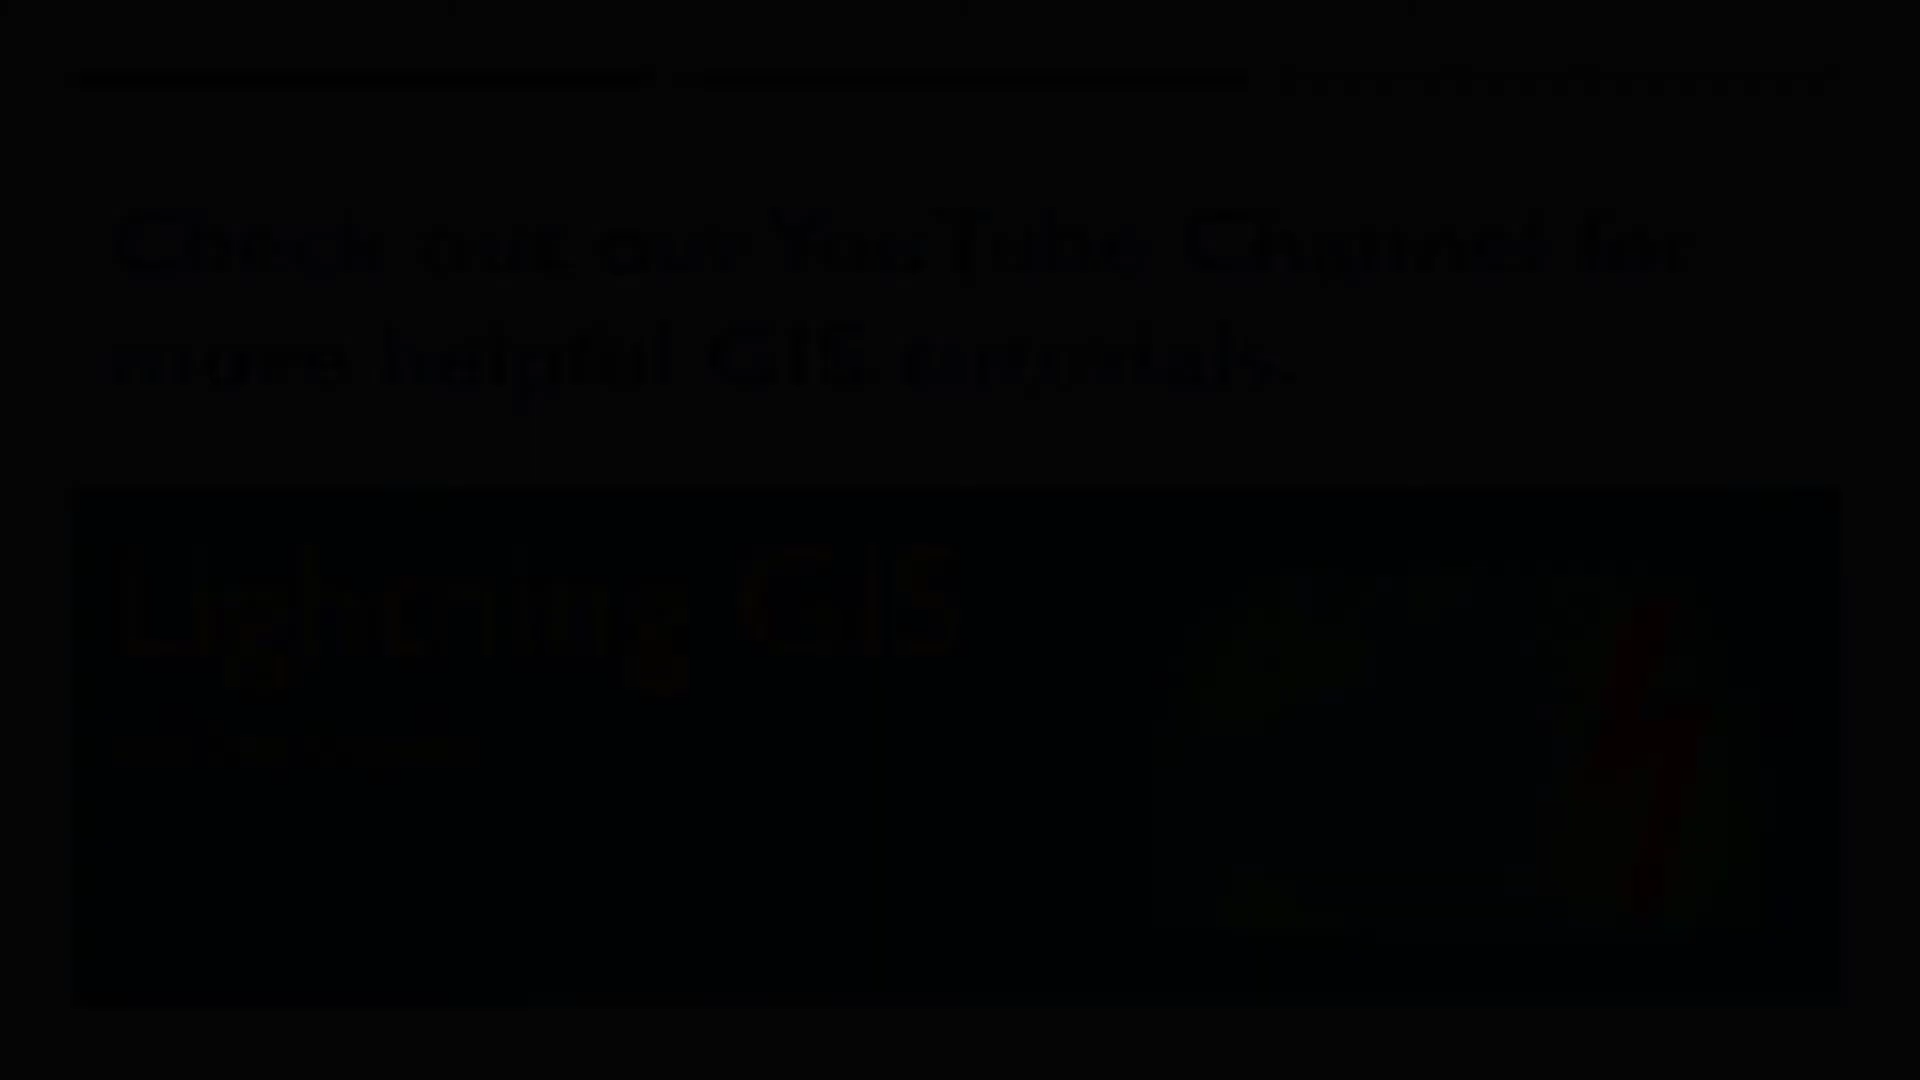 Check out our YouTube Channel for
more helpful GIS tutorials.
Lightning GIS